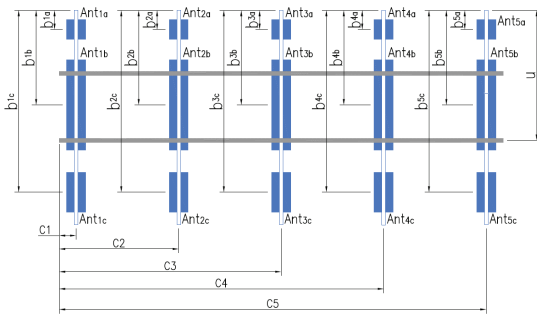 Ant1a Ant2a Ant3a Ant4a Ant5a
b1a b2a b3a b4a b5a
Ant1b Ant2b Ant3b Ant4b Ant5b
b1b b2b b3b b4b b5b
u
b1c b2c b3c b4c b5c
Ant1c Ant2c Ant3c Ant4c Ant5c
C1
C2
C3
C4
C5